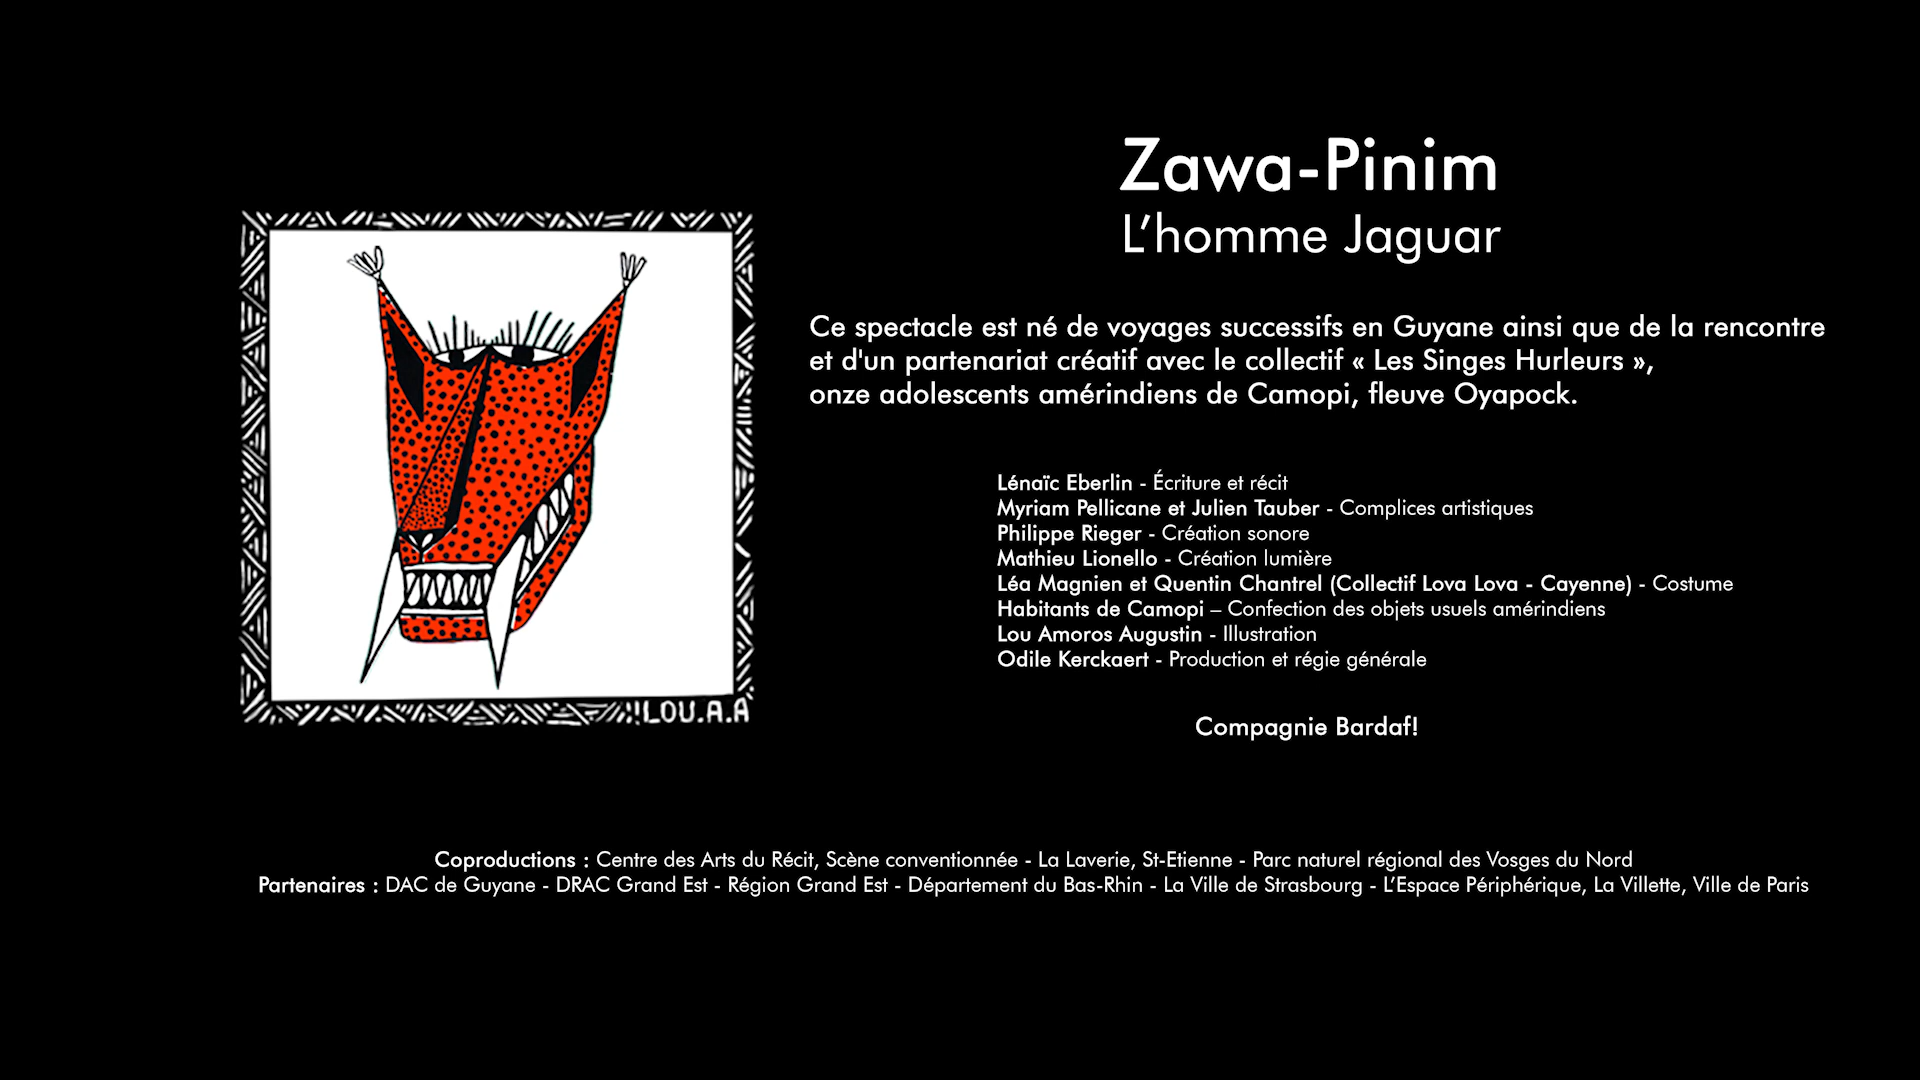 Zawa-Pinim
L’homme Jaguar
Ce spectacle est né de voyages successifs en Guyane ainsi que de la rencontre
et d'un partenariat créatif avec le collectif « Les Singes Hurleurs »,
onze adolescents amérindiens de Camopi, fleuve Oyapock.
Lénaïc Eberlin - Écriture et récit
Myriam Pellicane et Julien Tauber - Complices artistiques
Philippe Rieger - Création sonore
Mathieu Lionello - Création lumière
Léa Magnien et Quentin Chantrel (Collectif Lova Lova - Cayenne) - Costume
Habitants de Camopi – Confection des objets usuels amérindiens
Lou Amoros Augustin - Illustration
Odile Kerckaert - Production et régie générale
Compagnie Bardaf!
LOU.A.A
Coproductions : Centre des Arts du Récit, Scène conventionnée - La Laverie, St-Etienne - Parc naturel régional des Vosges du Nord
Partenaires : DAC de Guyane - DRAC Grand Est - Région Grand Est - Département du Bas-Rhin - La Ville de Strasbourg - L’Espace Périphérique, La Villette, Ville de Paris